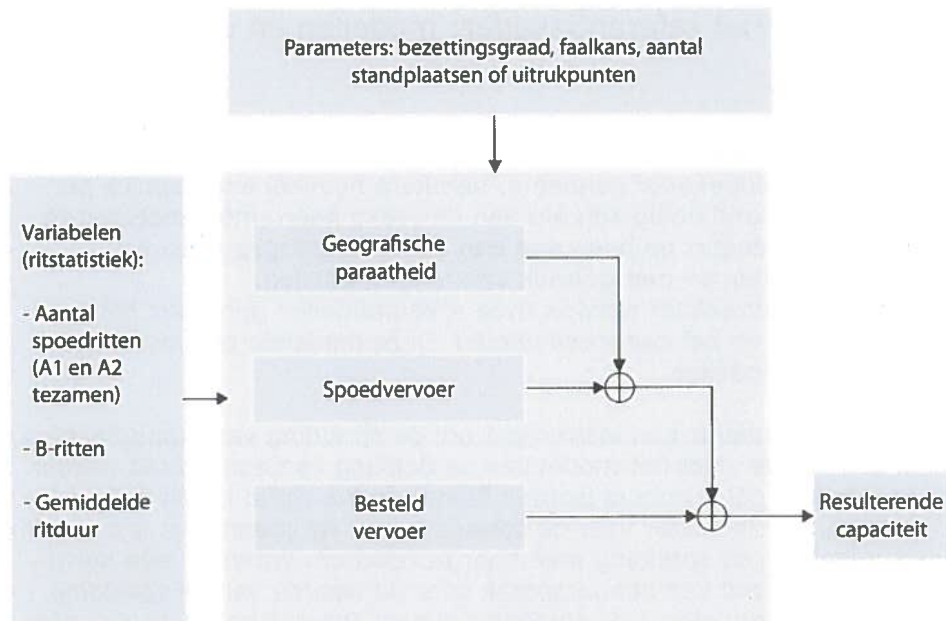 Parameters: bezettingsgraad, faalkans, aantal
standplaatsen of uitrukpunten
Variabelen
(ritstatistiek):
- Aantal
spoedritten
(A1 en A2
tezamen)
- B-ritten
- Gemiddelde
ritduur
Geografische
paraatheid
Spoedvervoer
Besteld
vervoer
Resulterende
capaciteit